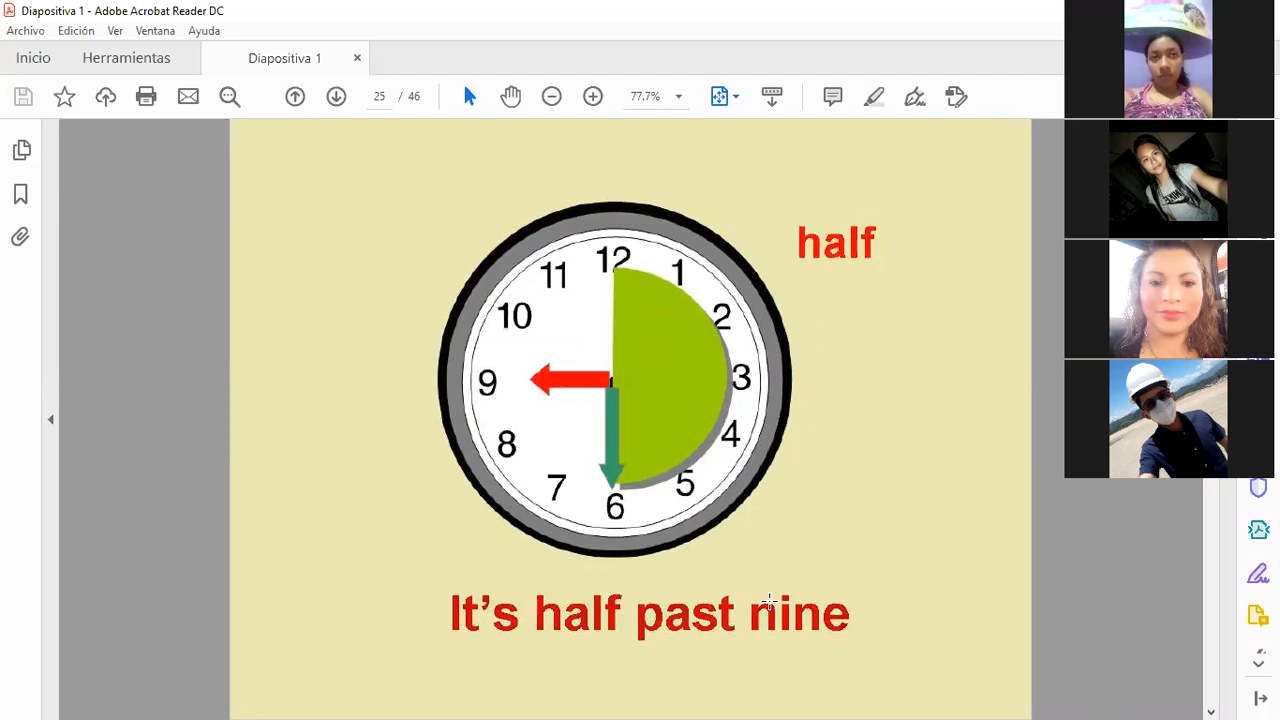 Diapositiva 1 - Adobe Acrobat Reader DC
Archivo Edición Ver Ventana Ayuda
Inicio Herramientas Diapositiva 1 ×
25 / 46 77.7%
half
12
11 1
10 2
9 3
8 4
7 5
6
It's half past nine